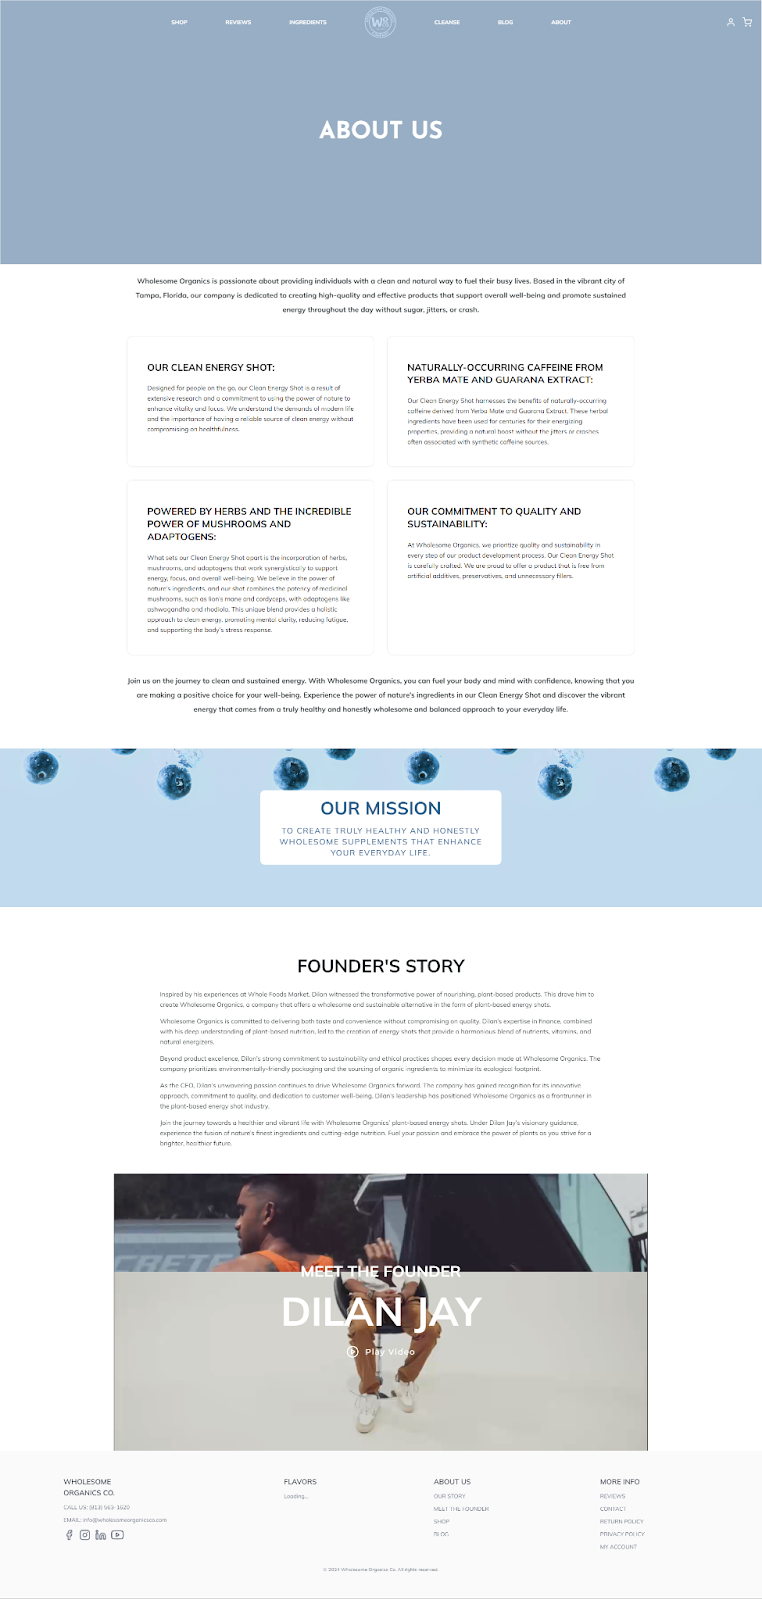 SHOP REVIEWS INGREDIENTS WO CLEANSE BLOG ABOUT
ABOUT US
Wholesome Organics is passionate about providing individuals with a clean and natural way to fuel their busy lives. Based in the vibrant city of
Tampa, Florida, our company is dedicated to creating high-quality and effective products that support overall well-being and promote sustained
energy throughout the day without sugar, jitters, or crash.
OUR CLEAN ENERGY SHOT:
Designed for people on the go, our Clean Energy Shot is a result of
extensive research and a commitment to using the power of nature to
enhance vitality and focus. We understand the demands of modern life
and the importance of having a reliable source of clean energy without
compromising on healthfulness.
NATURALLY-OCCURRING CAFFEINE FROM
YERBA MATE AND GUARANA EXTRACT:
Our Clean Energy Shot harnesses the benefits of naturally-occurring
caffeine derived from Yerba Mate and Guarana Extract. These herbal
ingredients have been used for centuries for their energizing
properties, providing a natural boost without the jitters or crashes
often associated with synthetic caffeine sources.
POWERED BY HERBS AND THE INCREDIBLE
POWER OF MUSHROOMS AND
ADAPTOGENS:
What sets our Clean Energy Shot apart is the incorporation of herbs,
mushrooms, and adaptogens that work synergistically to support
energy, focus, and overall well-being. We believe in the power of
nature's ingredients, and our shot combines the potency of medicinal
mushrooms, such as lion's mane and cordyceps, with adaptogens like
ashwagandha and rhodiola. This unique blend provides a holistic
approach to clean energy, promoting mental clarity, reducing fatigue,
and supporting the body's stress response.
OUR COMMITMENT TO QUALITY AND
SUSTAINABILITY:
At Wholesome Organics, we prioritize quality and sustainability in
every step of our product development process. Our Clean Energy Shot
is carefully crafted. We are proud to offer a product that is free from
artificial additives, preservatives, and unnecessary fillers.
Join us on the journey to clean and sustained energy. With Wholesome Organics, you can fuel your body and mind with confidence, knowing that you
are making a positive choice for your well-being. Experience the power of nature's ingredients in our Clean Energy Shot and discover the vibrant
energy that comes from a truly healthy and honestly wholesome and balanced approach to your everyday life.
OUR MISSION
TO CREATE TRULY HEALTHY AND HONESTLY
WHOLESOME SUPPLEMENTS THAT ENHANCE
YOUR EVERYDAY LIFE.
FOUNDER'S STORY
Inspired by his experiences at Whole Foods Market, Dilan witnessed the transformative power of nourishing, plant-based products. This drove him to
create Wholesome Organics, a company that offers a wholesome and sustainable alternative in the form of plant-based energy shots.
Wholesome Organics is committed to delivering both taste and convenience without compromising on quality. Dilan's expertise in finance, combined
with his deep understanding of plant-based nutrition, led to the creation of energy shots that provide a harmonious blend of nutrients, vitamins, and
natural energizers.
Beyond product excellence, Dilan's strong commitment to sustainability and ethical practices shapes every decision made at Wholesome Organics. The
company prioritizes environmentally-friendly packaging and the sourcing of organic ingredients to minimize its ecological footprint.
As the CEO, Dilan's unwavering passion continues to drive Wholesome Organics forward. The company has gained recognition for its innovative
approach, commitment to quality, and dedication to customer well-being. Dilan's leadership has positioned Wholesome Organics as a frontrunner in
the plant-based energy shot industry.
Join the journey towards a healthier and vibrant life with Wholesome Organics' plant-based energy shots. Under Dilan Jay's visionary guidance,
experience the fusion of nature's finest ingredients and cutting-edge nutrition. Fuel your passion and embrace the power of plants as you strive for a
brighter, healthier future.
CRETE
MEET THE FOUNDER
DILAN JAY
Play Video
WHOLESOME
ORGANICS CO.
CALL US: (813) 563-1620
EMAIL: info@wholesomeorganicsco.com
FLAVORS
Loading...
ABOUT US
OUR STORY
MEET THE FOUNDER
SHOP
BLOG
MORE INFO
REVIEWS
CONTACT
RETURN POLICY
PRIVACY POLICY
MY ACCOUNT
© 2024 Wholesome Organics Co. All rights reserved.